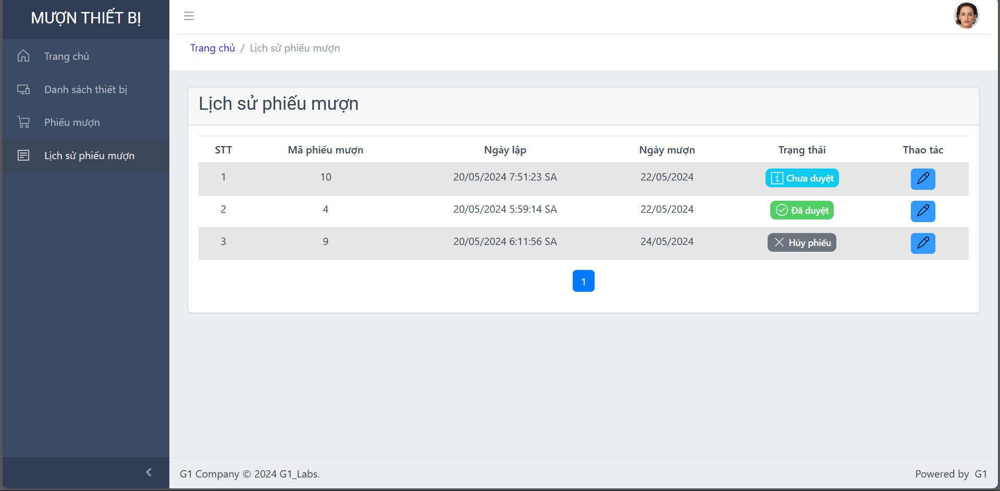 MƯỢN THIẾT BỊ
Trang chủ
Danh sách thiết bị
Phiếu mượn
Lịch sử phiếu mượn
Trang chủ / Lịch sử phiếu mượn
Lịch sử phiếu mượn
STT Mã phiếu mượn Ngày lập Ngày mượn Trạng thái Thao tác
1 10 20/05/2024 7:51:23 SA 22/05/2024 Chưa duyệt
2 4 20/05/2024 5:59:14 SA 22/05/2024 Đã duyệt
3 9 20/05/2024 6:11:56 SA 24/05/2024 Hủy phiếu
1
G1 Company © 2024 G1_Labs. Powered by G1